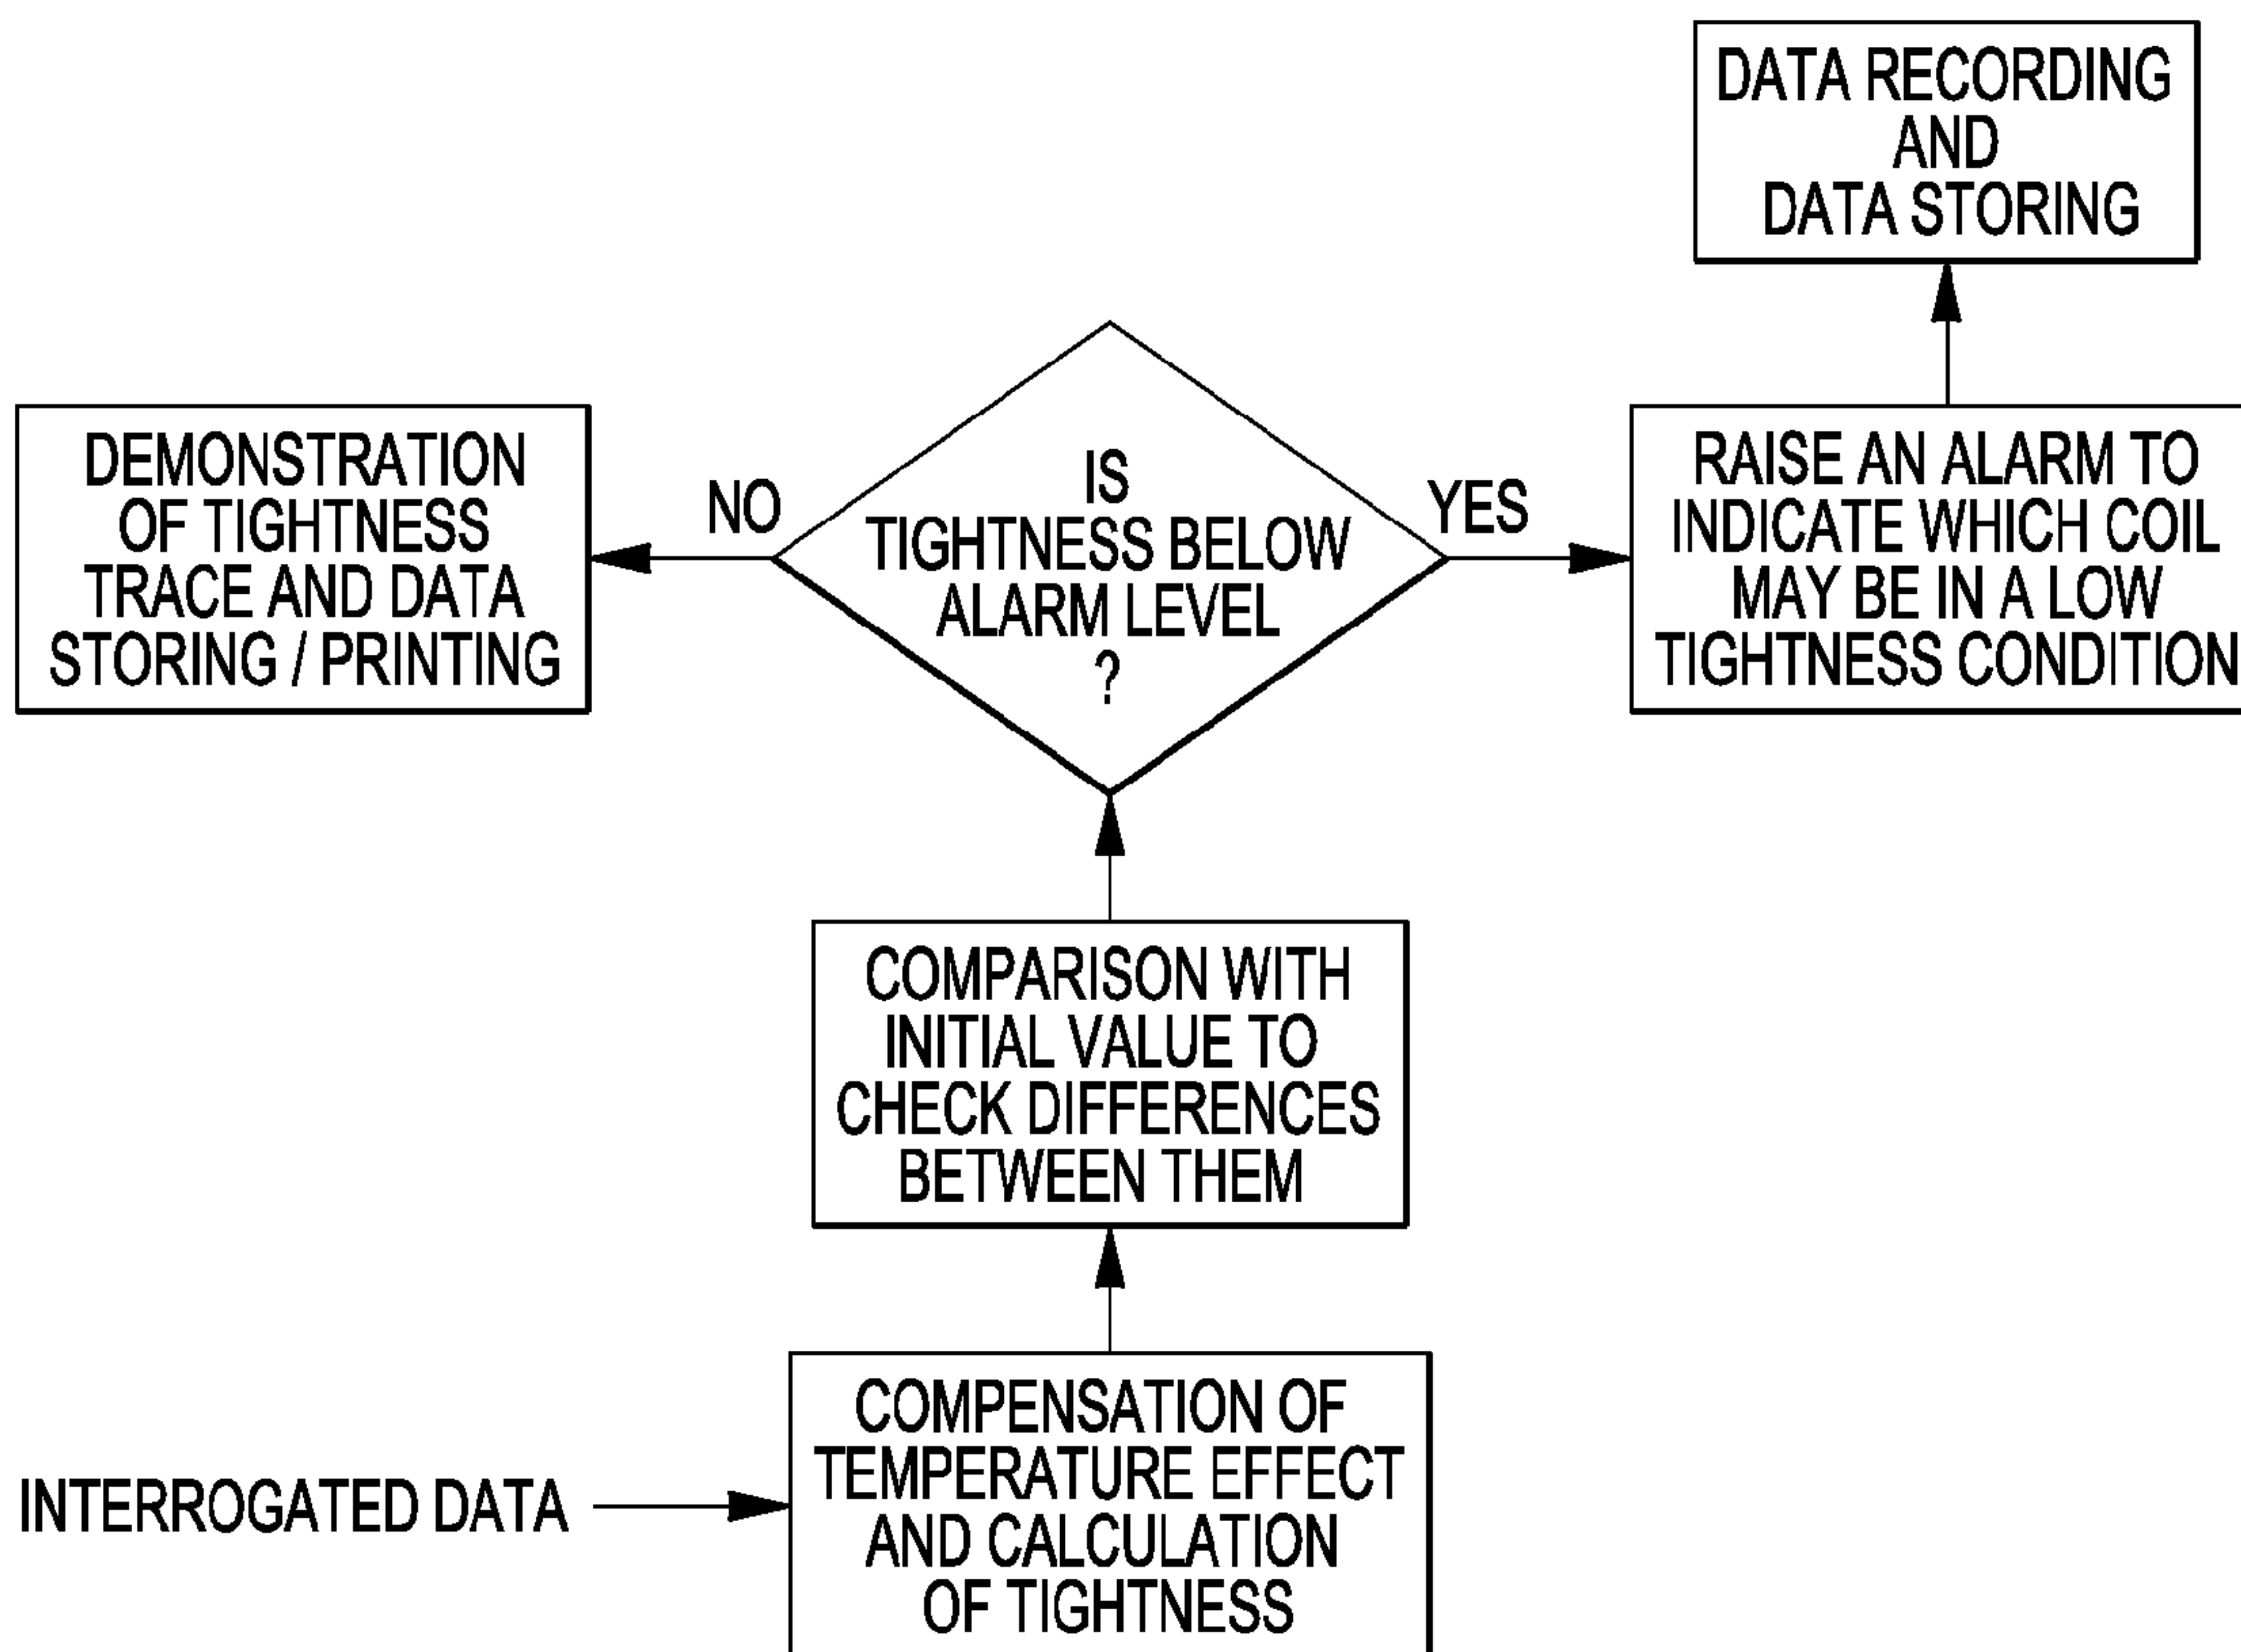 DATA RECORDING
AND
DATA STORING
DEMONSTRATION
OF TIGHTNESS
TRACE AND DATA
STORING / PRINTING
NO
IS
TIGHTNESS BELOW
ALARM LEVEL
?
YES
RAISE AN ALARM TO
INDICATE WHICH COIL
MAY BE IN A LOW
TIGHTNESS CONDITION
COMPARISON WITH
INITIAL VALUE TO
CHECK DIFFERENCES
BETWEEN THEM
INTERROGATED DATA
COMPENSATION OF
TEMPERATURE EFFECT
AND CALCULATION
OF TIGHTNESS